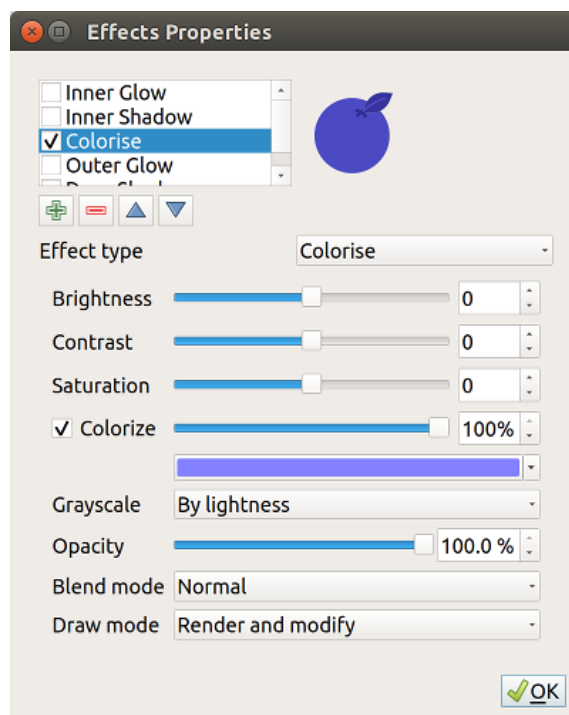 Effects Properties
Inner Glow
Inner Shadow
Colorise
Outer Glow
Effect type Colorise
Brightness 0
Contrast 0
Saturation 0
Colorize 100%
Grayscale By lightness
Opacity 100.0 %
Blend mode Normal
Draw mode Render and modify
OK